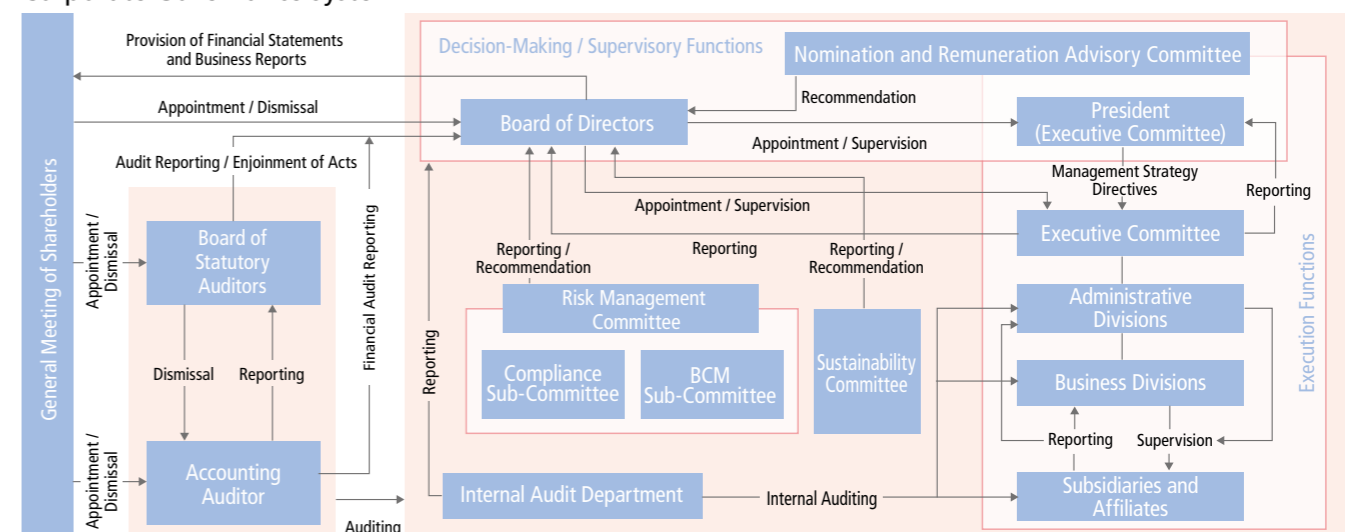 Provision of Financial Statements
and Business Reports
Decision-Making / Supervisory Functions
Nomination and Remuneration Advisory Committee
Recommendation
Appointment / Dismissal
Board of Directors
President
(Executive Committee)
Appointment / Supervision
Audit Reporting / Enjoinment of Acts
Management Strategy
Directives
Reporting
General Meeting of Shareholders
Appointment /
Dismissal
Board of
Statutory
Auditors
Financial Audit Reporting
Appointment / Supervision
Executive Committee
Reporting /
Recommendation
Reporting
Reporting /
Recommendation
Execution Functions
Risk Management
Committee
Administrative
Divisions
Dismissal
Reporting
Reporting
Compliance
Sub-Committee
BCM
Sub-Committee
Sustainability
Committee
Business Divisions
Reporting
Supervision
Appointment /
Dismissal
Accounting
Auditor
Internal Audit Department
Internal Auditing
Subsidiaries and
Affiliates
Auditing